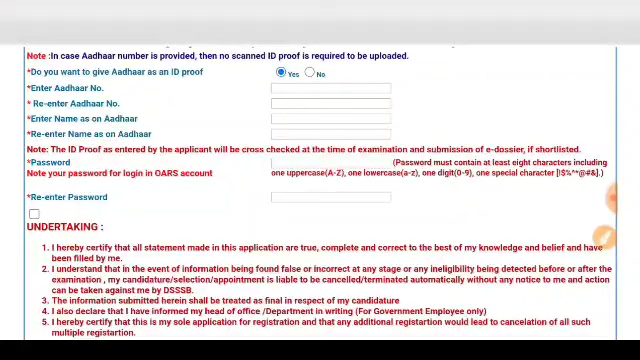 Note :In case Aadhaar number is provided, then no scanned ID proof is required to be uploaded.
*Do you want to give Aadhaar as an ID proof
Yes No
*Enter Aadhaar No.
* Re-enter Aadhar No.
*Enter Name as on Aadhaar
*Re-enter Name as on Aadhaar
Note: The ID Proof as entered by the applicant will be cross checked at the time of examination and submission of e-dossier, if shortlisted.
*Password (Password must contain at least eight characters including
Note your password for login in OARS account one uppercase(A-Z), one lowercase(a-z), one digit(0-9), one special character [!$%^*@#&].)
*Re-enter Password
UNDERTAKING :
1. I hereby certify that all statement made in this application are true, complete and correct to the best of my knowledge and belief and have
been filled by me.
2. I understand that in the event of information being found false or incorrect at any stage or any ineligibility being detected before or after the
examination , my candidature/selection/appointment is liable to be cancelled/terminated automatically without any notice to me and action
can be taken against me by DSSSB.
3. The information submitted herein shall be treated as final in respect of my candidature
4. I also declare that I have informed my head of office /Department in writing (For Government Employee only)
5. I hereby certify that this is my sole application for registration and that any additional registartion would lead to cancelation of all such
multiple registartion.